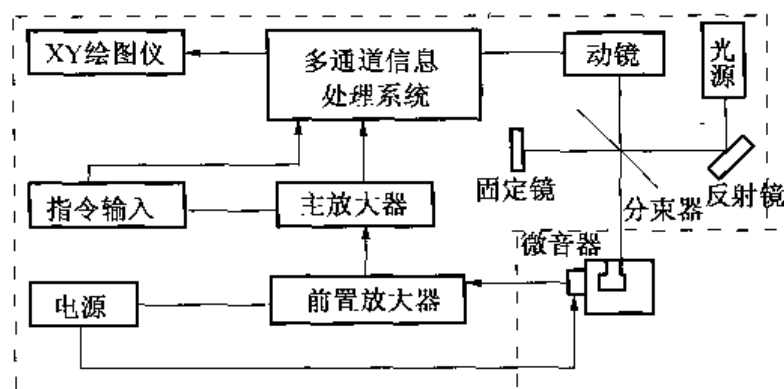 XY绘图仪
多通道信息
处理系统
动镜
光源
固定镜
反射镜
分束器
指令输入
主放大器
微音器
电源
前置放大器